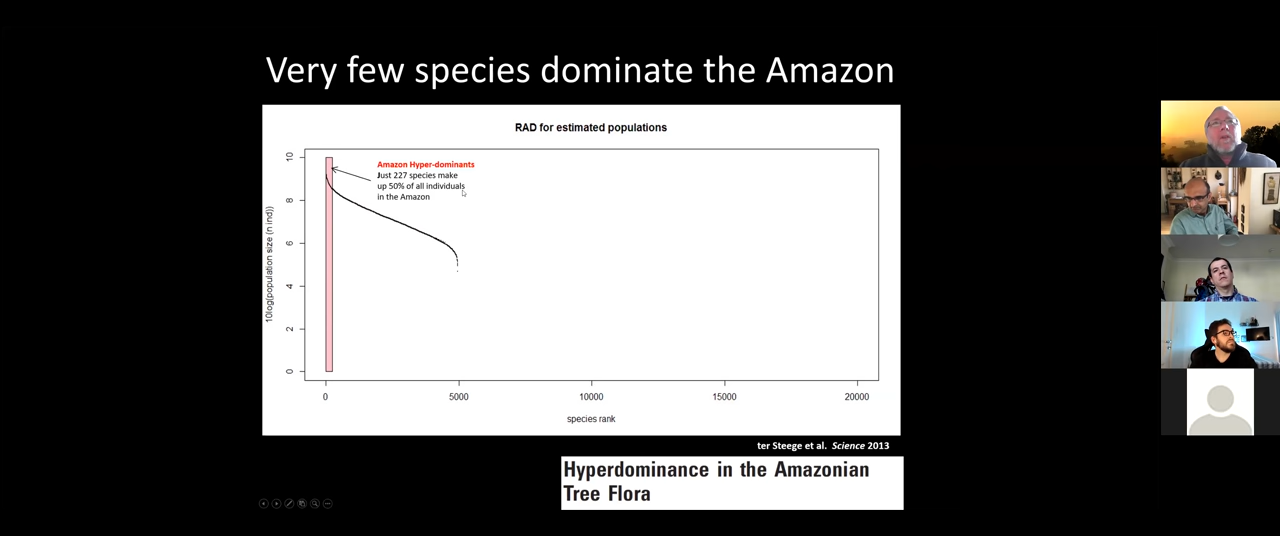 Very few species dominate the Amazon
RAD for estimated populations
Amazon Hyper-dominants
Just 227 species make
up 50% of all individuals
in the Amazon
10log(population size (n ind))
10
8
6
4
2
0
0 5000 10000 15000 20000
species rank
ter Steege et al. Science 2013
Hyperdominance in the Amazonian
Tree Flora